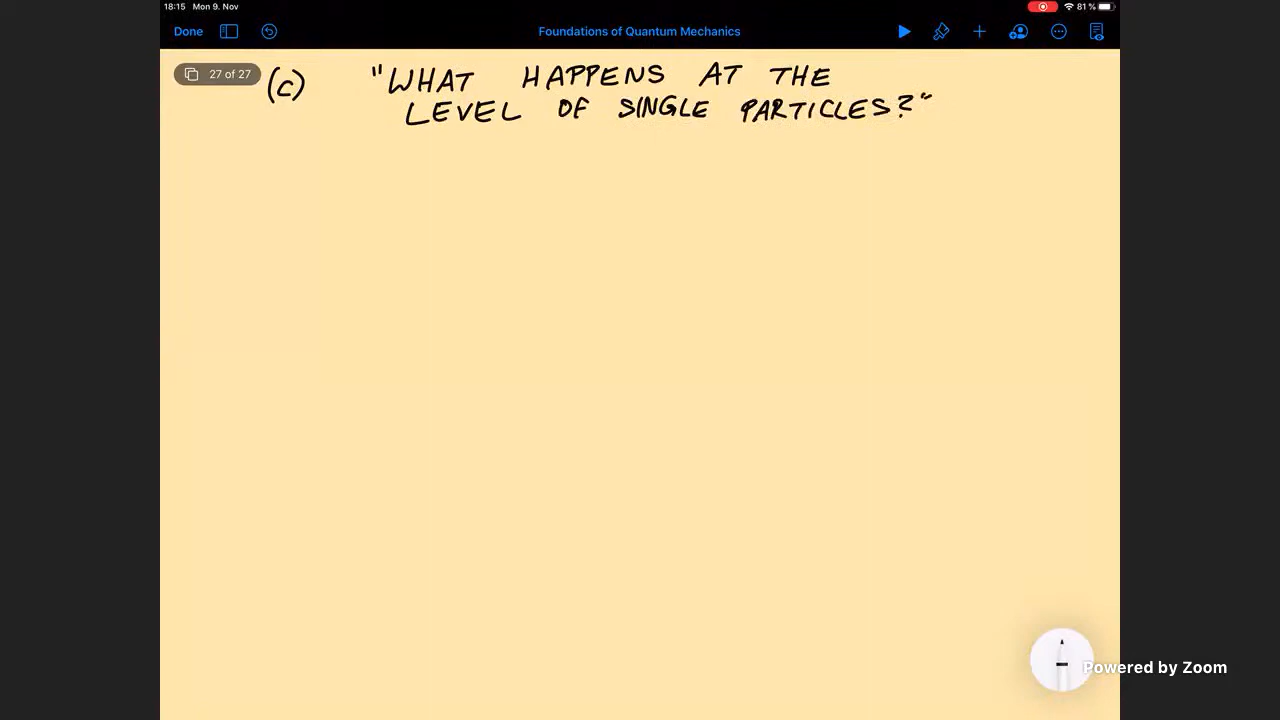 18:15 Mon 9. Nov 81 %
Done Foundations of Quantum Mechanics
27 of 27
(c) "WHAT HAPPENS AT THE
LEVEL OF SINGLE PARTICLES?"
Powered by Zoom